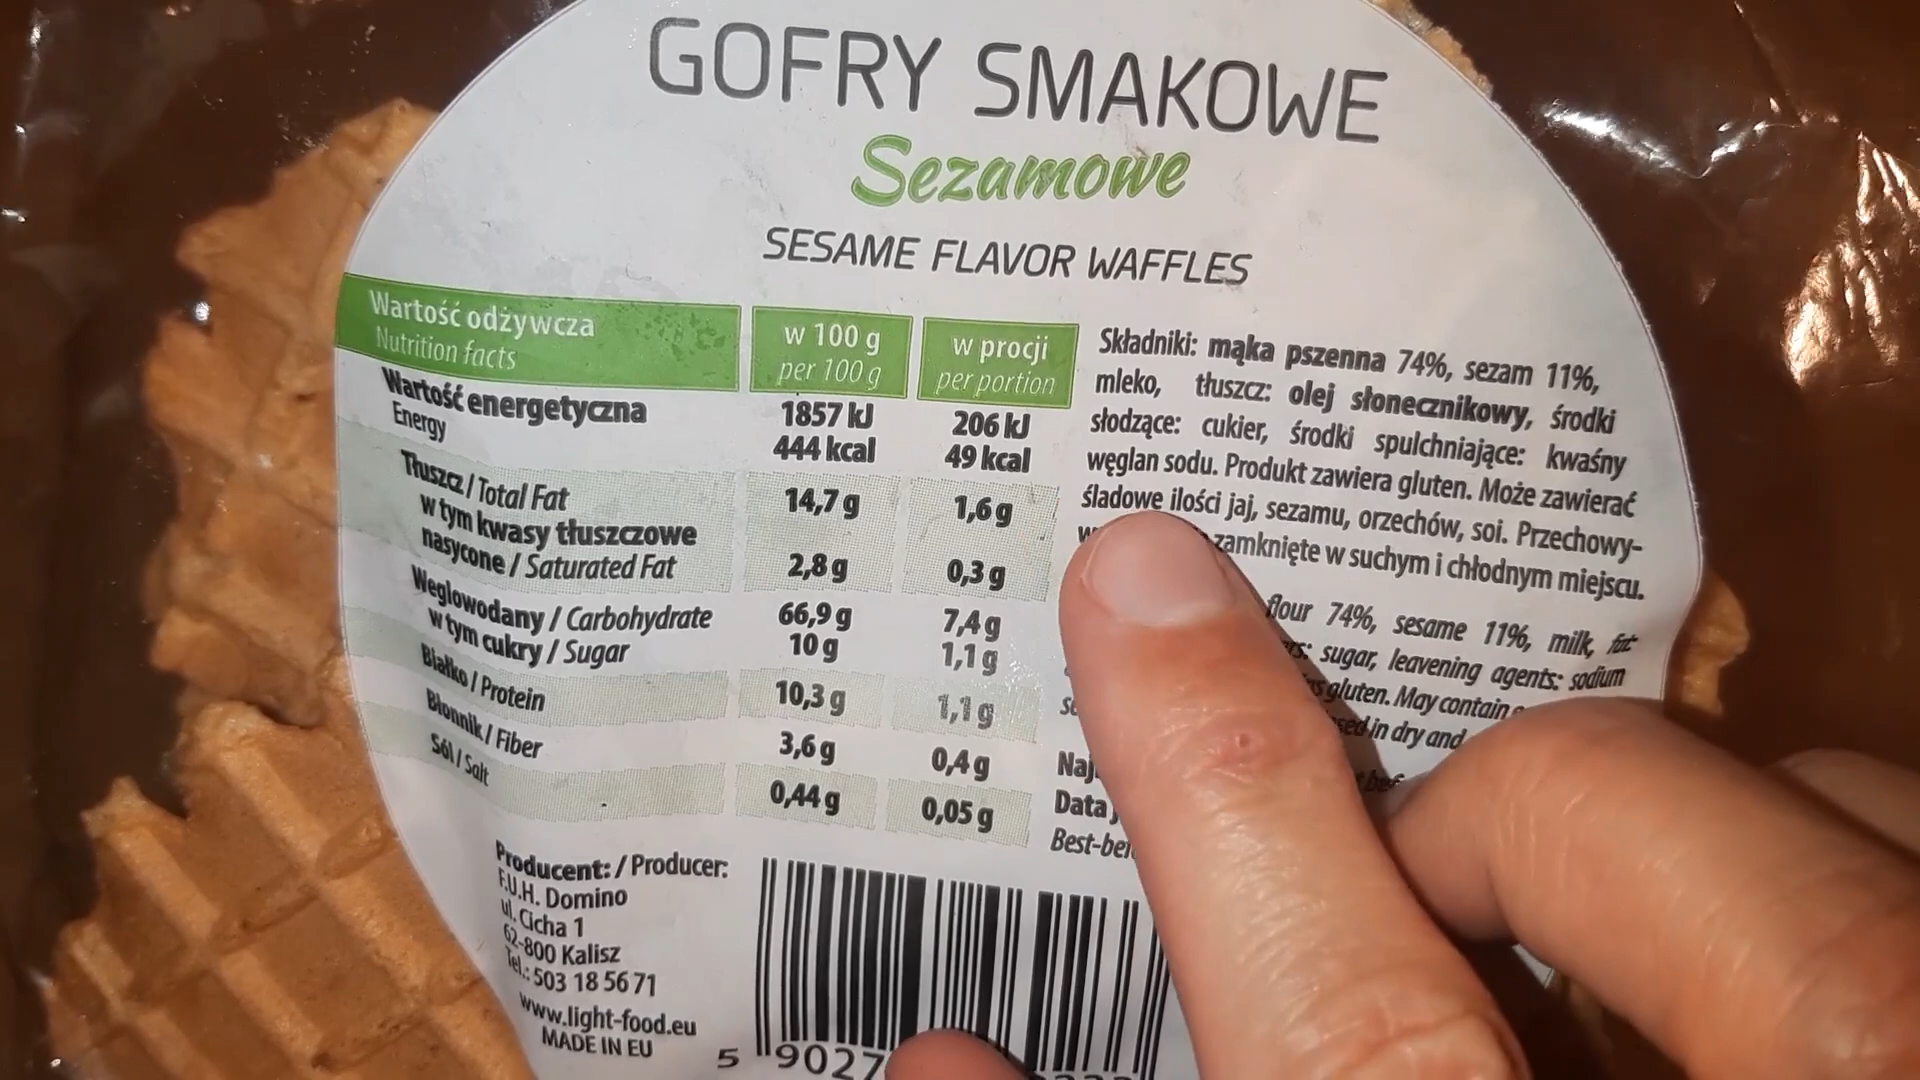 GOFRY SMAKOWE
Sezamowe
SESAME FLAVOR WAFFLES
Wartość odżywcza
Nutrition facts
w 100 g
per 100 g
w procji
per portion
Wartość energetyczna
Energy
1857 kJ
444 kcal
206 kJ
49 kcal
Tłuszcz / Total Fat
14,7 g
1,6 g
w tym kwasy tłuszczowe
nasycone / Saturated Fat
2,8 g
0,3 g
Węglowodany / Carbohydrate
66,9 g
7,4 g
w tym cukry / Sugar
10 g
1,1 g
Białko / Protein
10,3 g
1,1 g
Błonnik / Fiber
3,6 g
0,4 g
Sól / Salt
0,44 g
0,05 g
Składniki: mąka pszenna 74%, sezam 11%,
mleko, tłuszcz: olej słonecznikowy, środki
słodzące: cukier, środki spulchniające: kwaśny
węglan sodu. Produkt zawiera gluten. Może zawierać
śladowe ilości jaj, sezamu, orzechów, soi. Przechowy-
zamknięte w suchym i chłodnym miejscu.
flour 74%, sesame 11%, milk, fat
sugar, leavening agents: sodium
gluten. May contain
in dry and
Data
Best-be
Producent: / Producer:
F.U.H. Domino
ul. Cicha 1
62-800 Kalisz
Tel.: 503 18 56 71
www.light-food.eu
MADE IN EU
5 9027